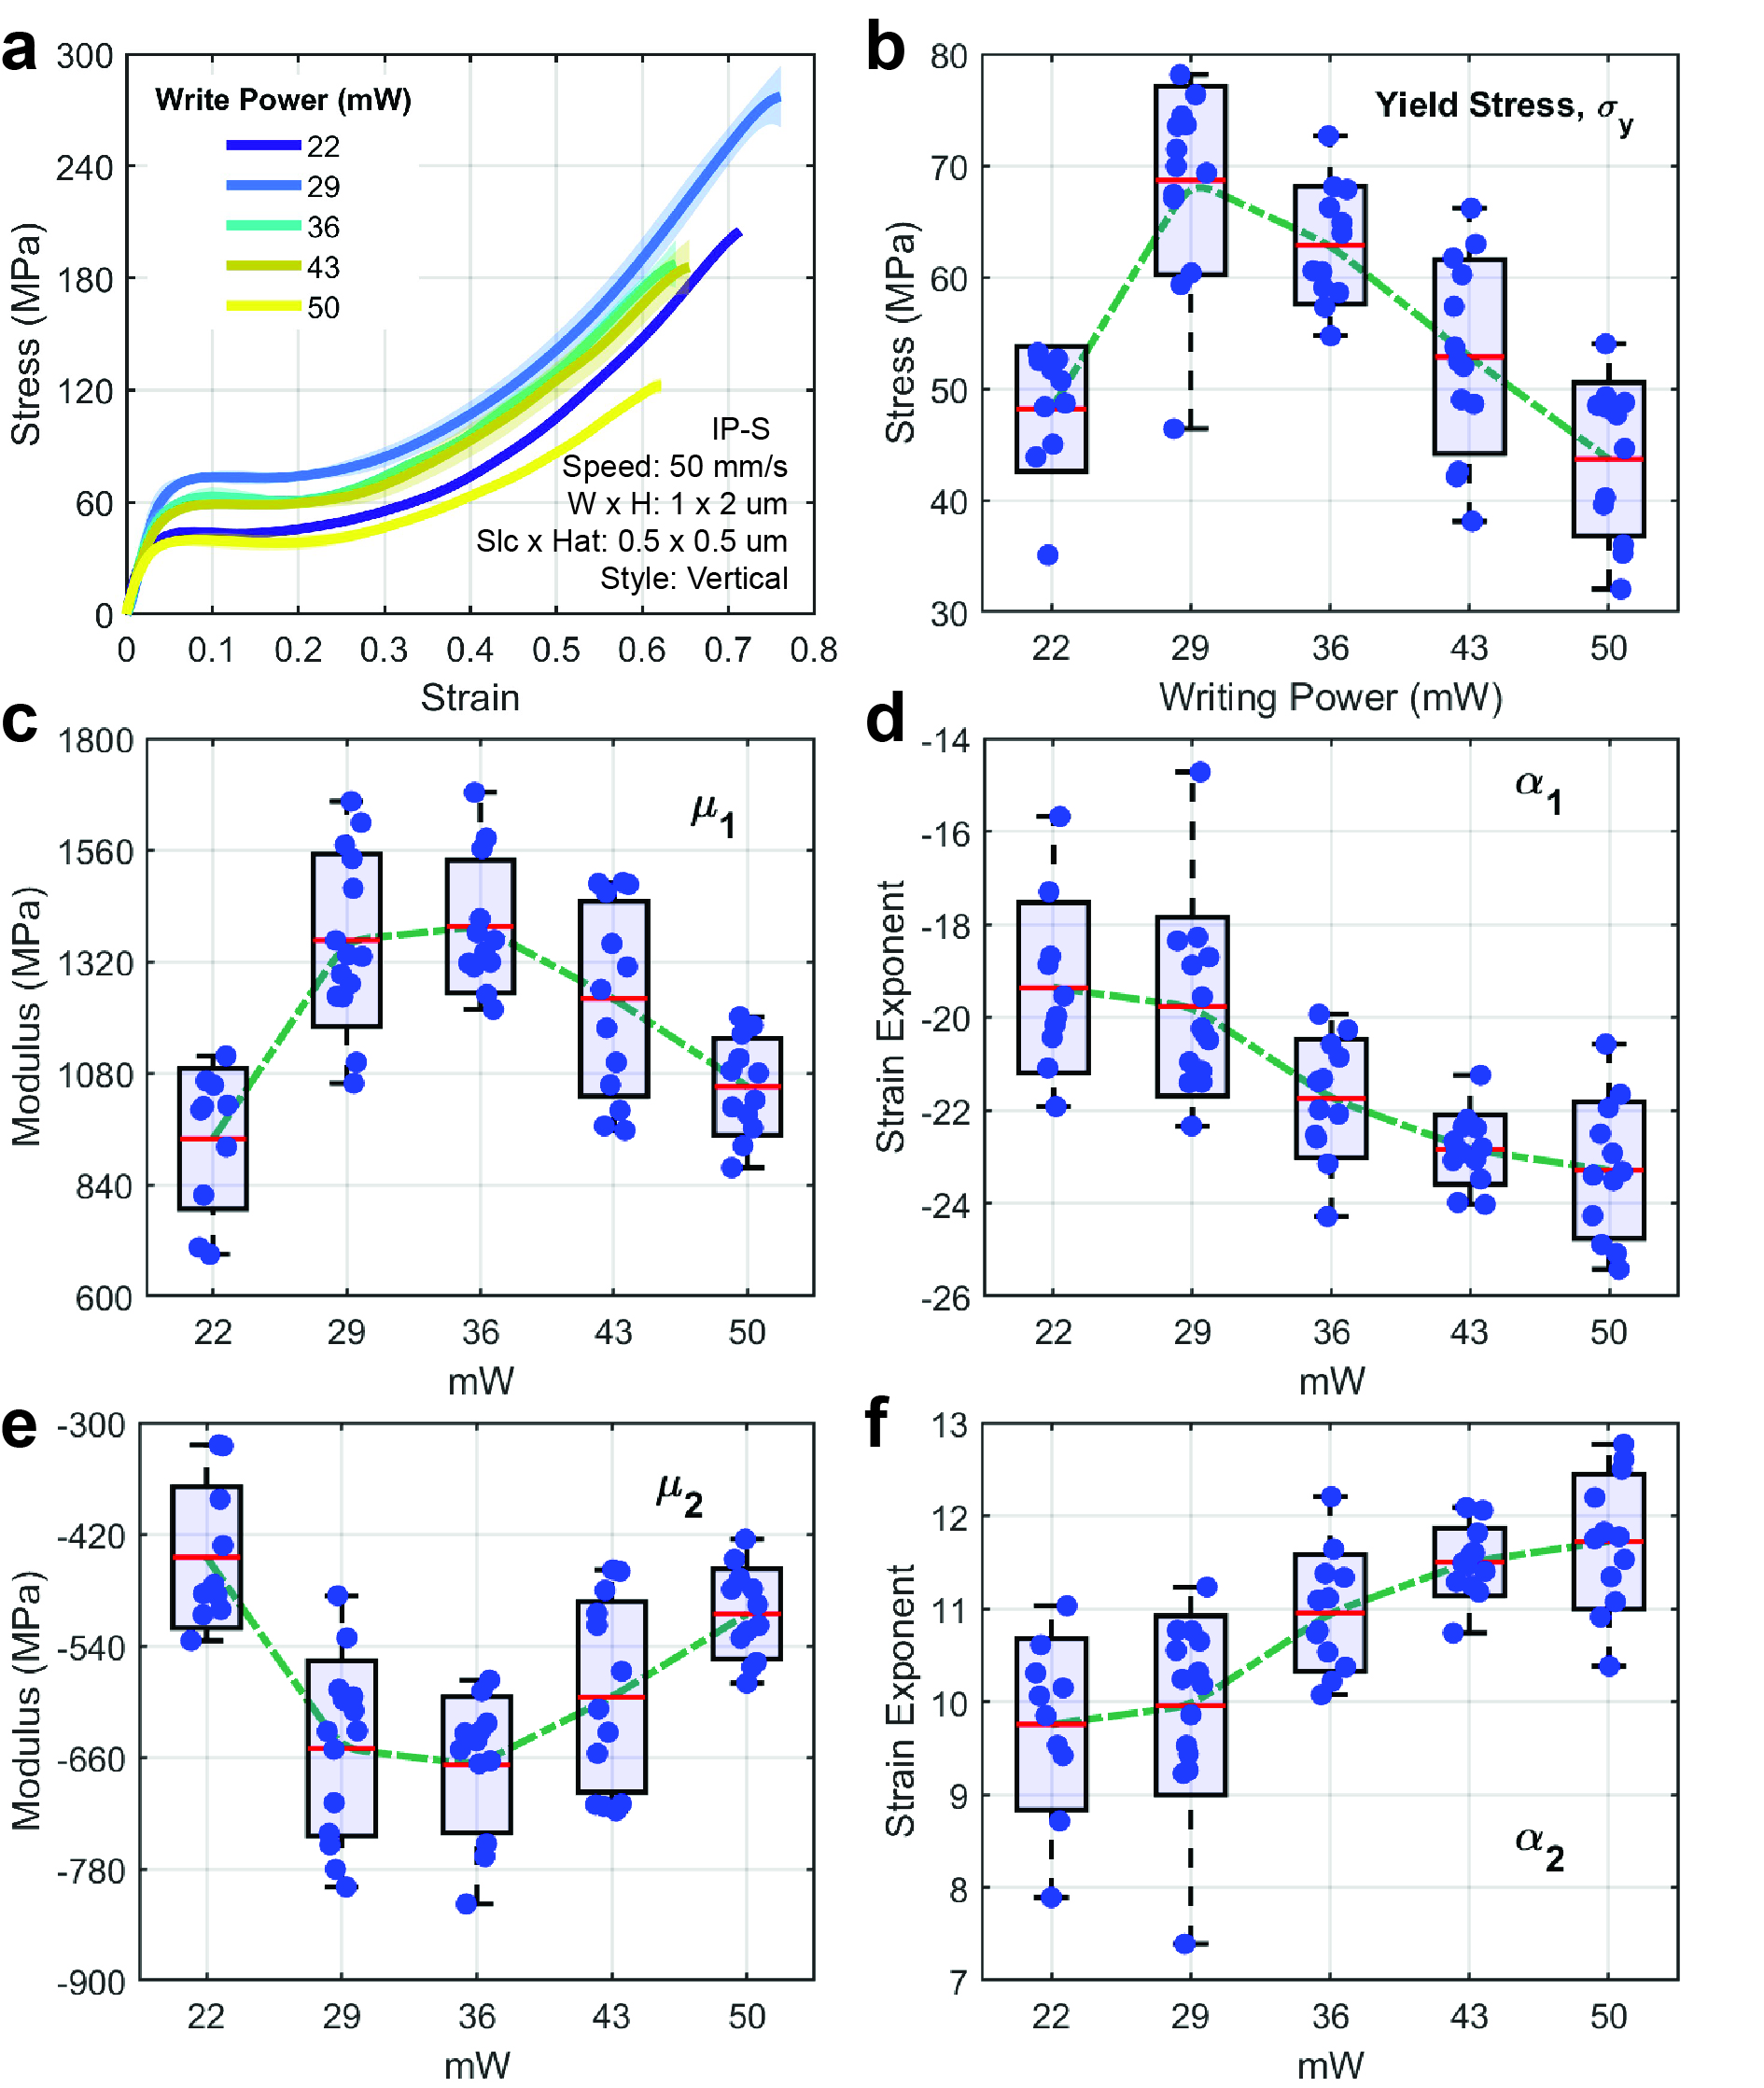 a
300
240
180
120
60
0
Stress (MPa)
Write Power (mW)
22
29
36
43
50
IP-S
Speed: 50 mm/s
W x H: 1 x 2 um
Slc x Hat: 0.5 x 0.5 um
Style: Vertical
0 0.1 0.2 0.3 0.4 0.5 0.6 0.7 0.8
Strain
b
80
70
60
50
40
30
Stress (MPa)
Yield Stress, σy
22 29 36 43 50
Writing Power (mW)
c
1800
1560
1320
1080
840
600
Modulus (MPa)
μ1
22 29 36 43 50
mW
d
-14
-16
-18
-20
-22
-24
-26
Strain Exponent
α1
22 29 36 43 50
mW
e
-300
-420
-540
-660
-780
-900
Modulus (MPa)
μ2
22 29 36 43 50
mW
f
13
12
11
10
9
8
7
Strain Exponent
α2
22 29 36 43 50
mW